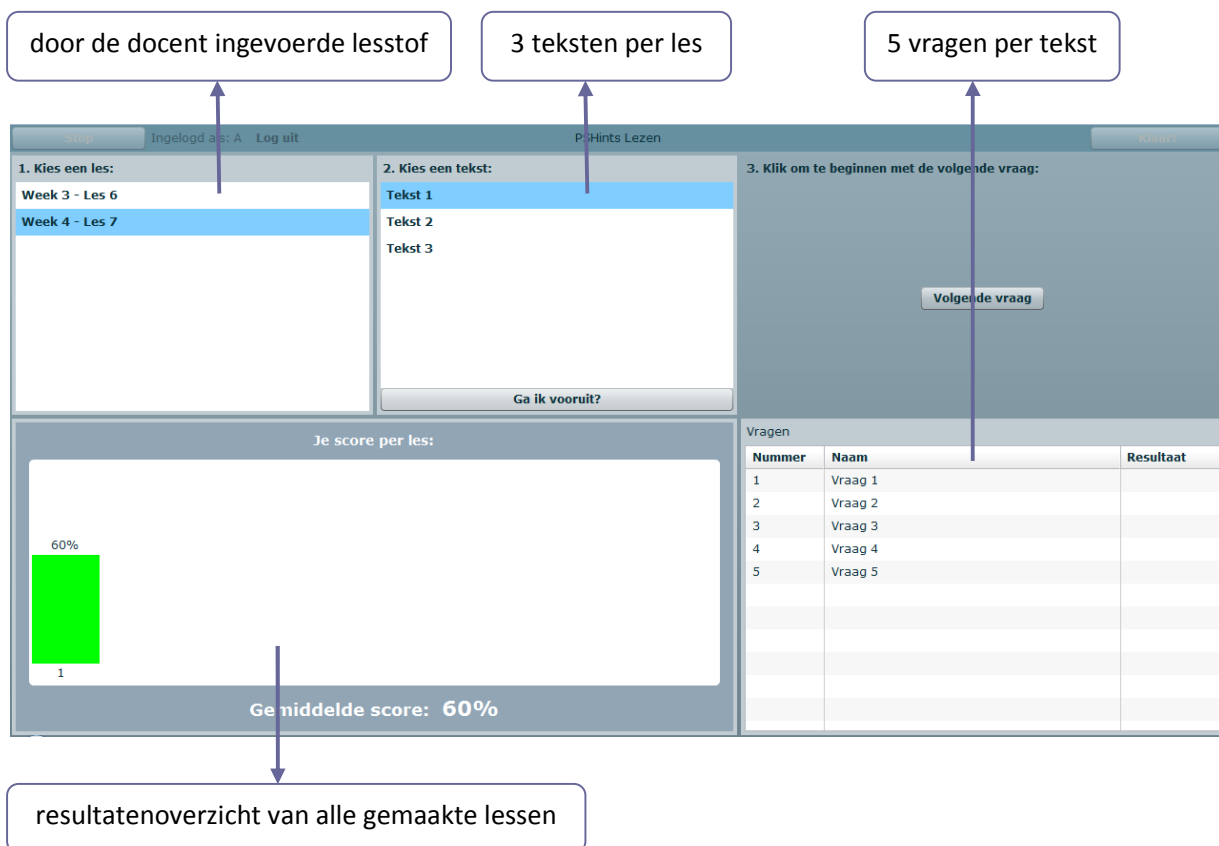 door de docent ingevoerde lesstof
3 teksten per les
5 vragen per tekst
Stop Ingelogd als: A Log uit PSHints Lezen Klaar!
1. Kies een les:
2. Kies een tekst:
3. Klik om te beginnen met de volgende vraag:
Week 3 - Les 6
Week 4 - Les 7
Tekst 1
Tekst 2
Tekst 3
Volgende vraag
Ga ik vooruit?
Je score per les:
60%
1
Gemiddelde score: 60%
Vragen
Nummer Naam Resultaat
1 Vraag 1
2 Vraag 2
3 Vraag 3
4 Vraag 4
5 Vraag 5
resultatenoverzicht van alle gemaakte lessen